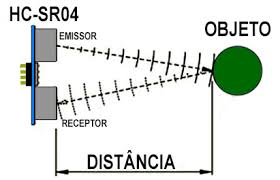 HC-SR04
OBJETO
EMISSOR
RECEPTOR
DISTÂNCIA